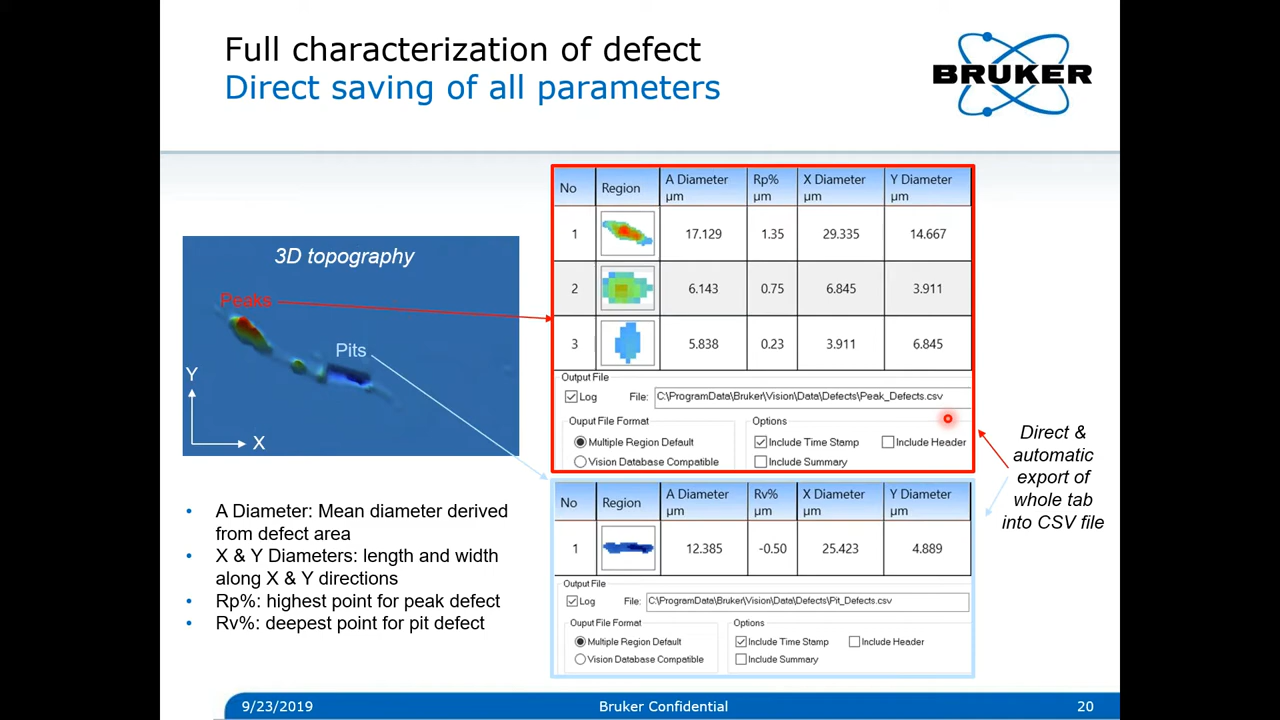 Full characterization of defect
Direct saving of all parameters
BRUKER
3D topography
Peaks
Pits
Y
X
No Region A Diameter µm Rp% µm X Diameter µm Y Diameter µm
1 17.129 1.35 29.335 14.667
2 6.143 0.75 6.845 3.911
3 5.838 0.23 3.911 6.845
Output File
Log File: C:\ProgramData\Bruker\Vision\Data\Defects\Peak_Defects.csv
Ouput File Format Options
Multiple Region Default Include Time Stamp Include Header
Vision Database Compatible Include Summary
No Region A Diameter µm Rv% µm X Diameter µm Y Diameter µm
1 12.385 -0.50 25.423 4.889
Output File
Log File: C:\ProgramData\Bruker\Vision\Data\Defects\Pit_Defects.csv
Ouput File Format Options
Multiple Region Default Include Time Stamp Include Header
Vision Database Compatible Include Summary
Direct &
automatic
export of
whole tab
into CSV file
• A Diameter: Mean diameter derived
from defect area
• X & Y Diameters: length and width
along X & Y directions
• Rp%: highest point for peak defect
• Rv%: deepest point for pit defect
9/23/2019 Bruker Confidential 20